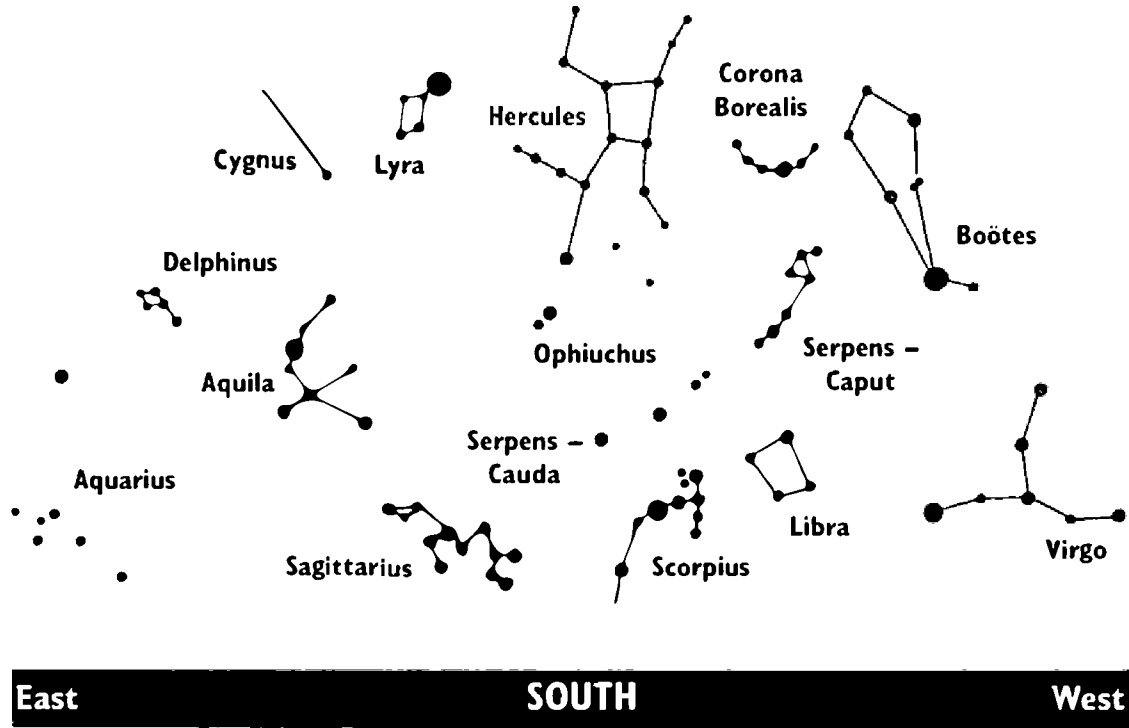 Corona
Borealis
Hercules
Cygnus
Lyra
Boötes
Delphinus
Ophiuchus
Serpens –
Caput
Aquila
Serpens –
Cauda
Aquarius
Libra
Virgo
Sagittarius
Scorpius
East
SOUTH
West